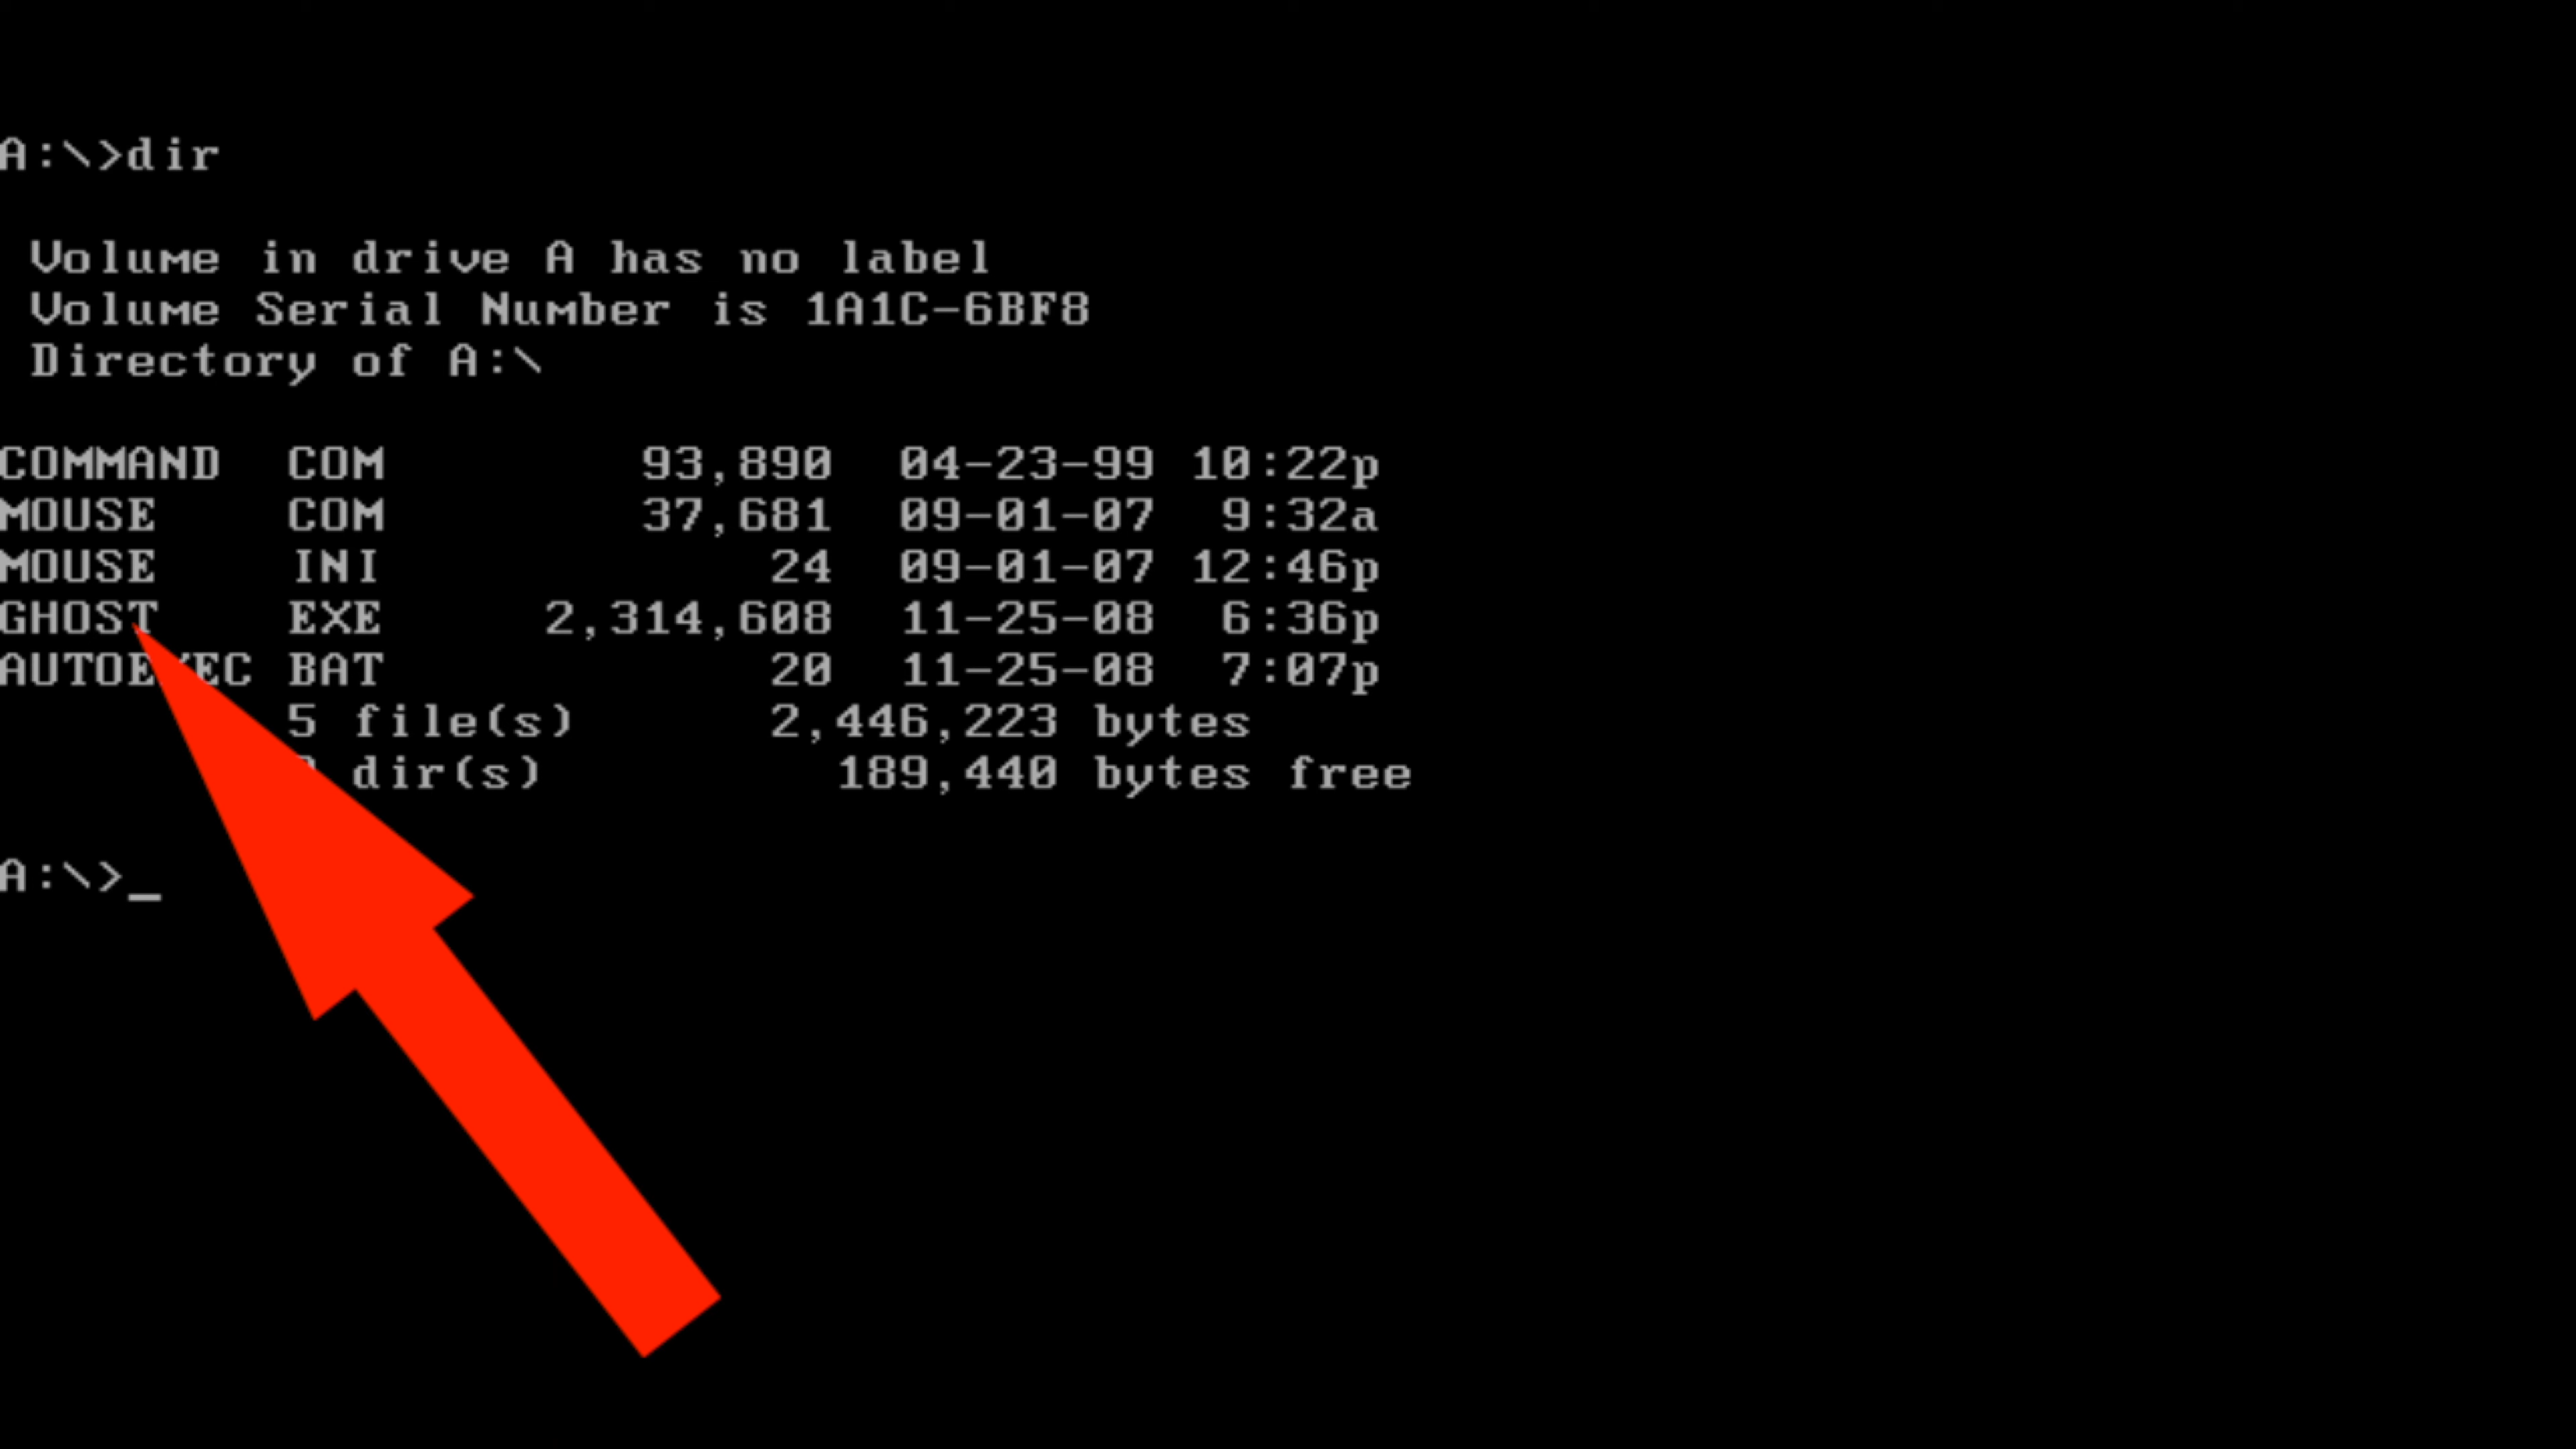 A:\>dir
Volume in drive A has no label
Volume Serial Number is 1A1C-6BF8
Directory of A:\
COMMAND  COM        93,890  04-23-99  10:22p
MOUSE    COM        37,681  09-01-07   9:32a
MOUSE    INI            24  09-01-07  12:46p
GHOST    EXE     2,314,608  11-25-08   6:36p
AUTOEXEC BAT            20  11-25-08   7:07p
5 file(s)      2,446,223 bytes
dir(s)        189,440 bytes free
A:\>_